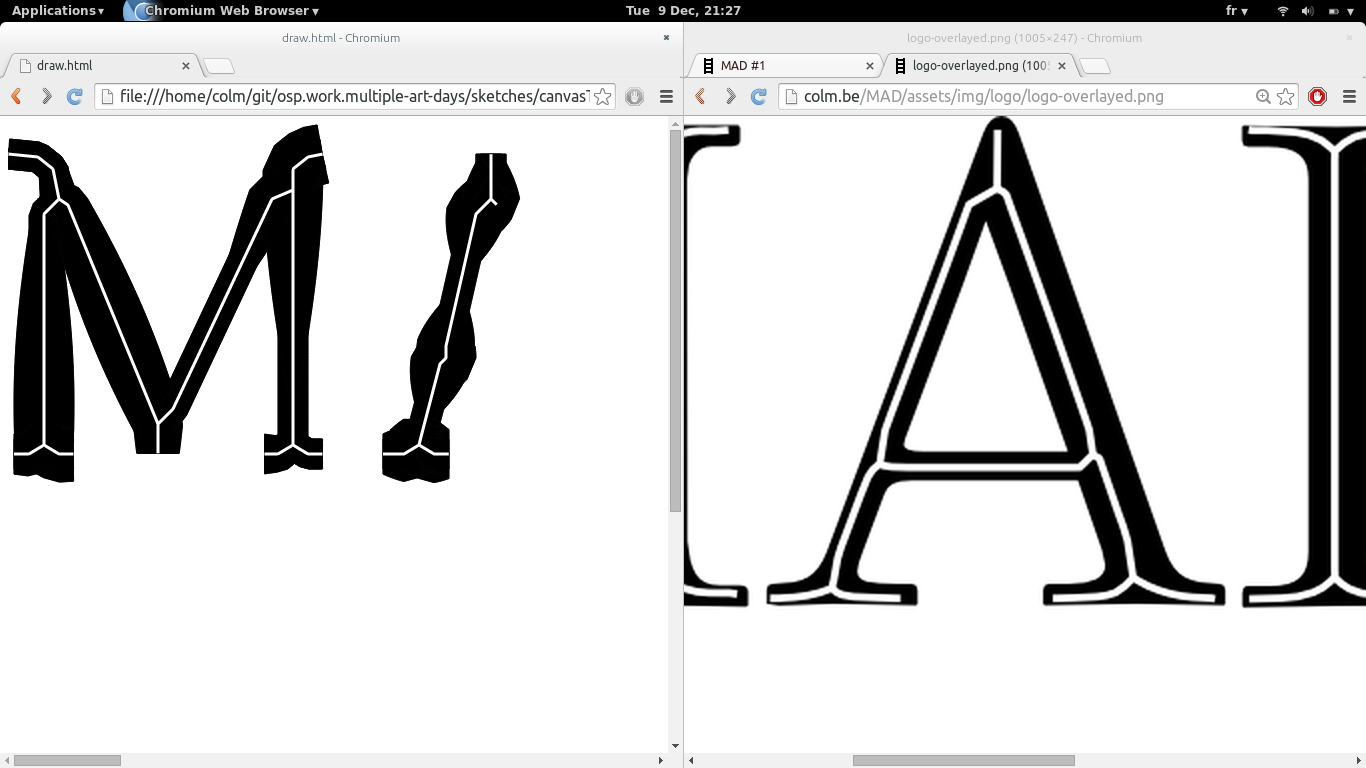 Applications Chromium Web Browser Tue 9 Dec, 21:27 fr
draw.html - Chromium
logo-overlayed.png (1005×247) - Chromium
draw.html
MAD #1
logo-overlayed.png (100
file:///home/colm/git/osp.work.multiple-art-days/sketches/canvas
colm.be/MAD/assets/img/logo/logo-overlayed.png
M
A